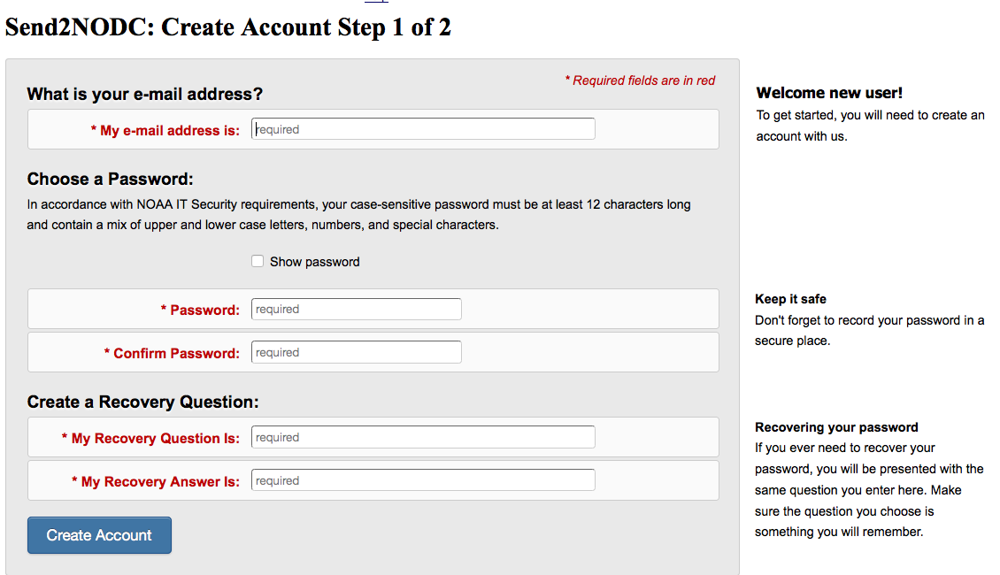 Send2NODC: Create Account Step 1 of 2
* Required fields are in red
What is your e-mail address?
* My e-mail address is: required
Welcome new user!
To get started, you will need to create an
account with us.
Choose a Password:
In accordance with NOAA IT Security requirements, your case-sensitive password must be at least 12 characters long
and contain a mix of upper and lower case letters, numbers, and special characters.
Show password
* Password: required
* Confirm Password: required
Keep it safe
Don't forget to record your password in a
secure place.
Create a Recovery Question:
* My Recovery Question Is: required
* My Recovery Answer Is: required
Recovering your password
If you ever need to recover your
password, you will be presented with the
same question you enter here. Make
sure the question you choose is
something you will remember.
Create Account